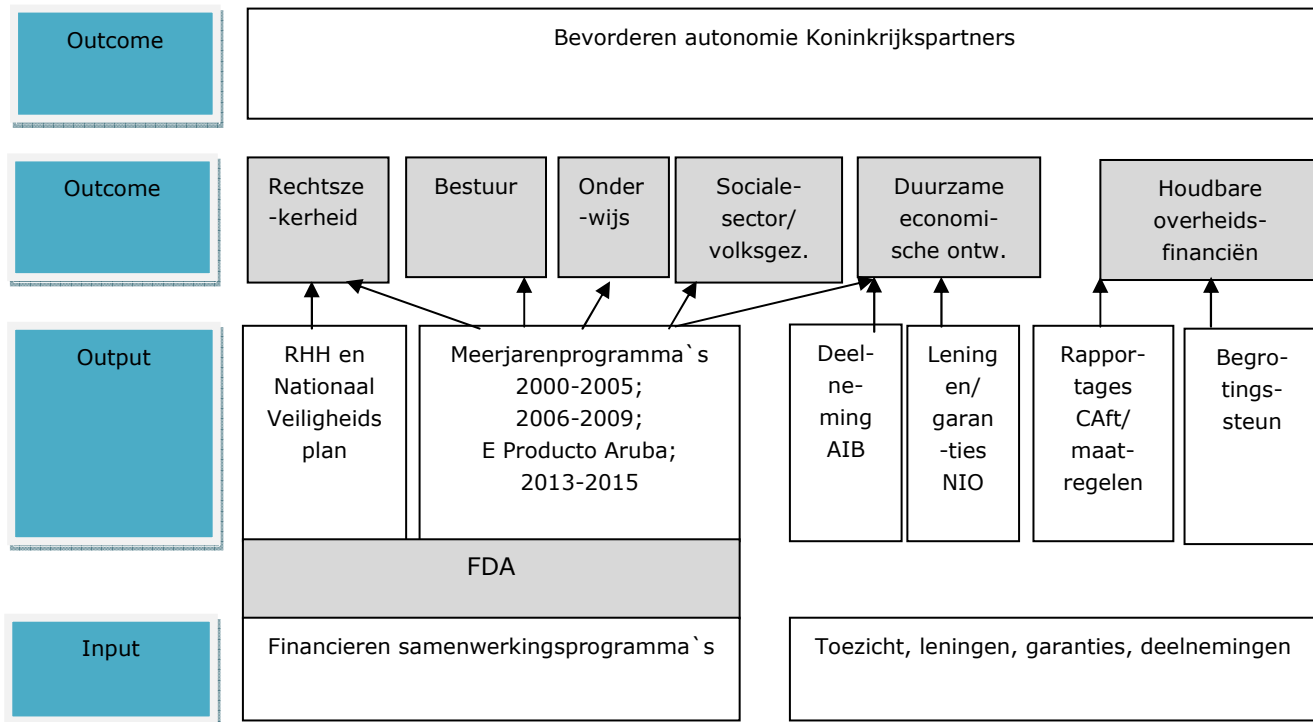 Outcome
Bevorderen autonomie Koninkrijkspartners
Outcome
Rechtsze
-kerheid
Bestuur
Onder
-wijs
Sociale-
sector/
volksgez.
Duurzame
economi-
sche ontw.
Houdbare
overheids-
financiën
Output
RHH en
Nationaal
Veiligheids
plan
Meerjarenprogramma`s
2000-2005;
2006-2009;
E Producto Aruba;
2013-2015
Deel-
ne-
ming
AIB
Lening
en/
garan
-ties
NIO
Rappor-
tages
CAft/
maat-
regelen
Begro-
tings-
steun
FDA
Input
Financieren samenwerkingsprogramma`s
Toezicht, leningen, garanties, deelnemingen